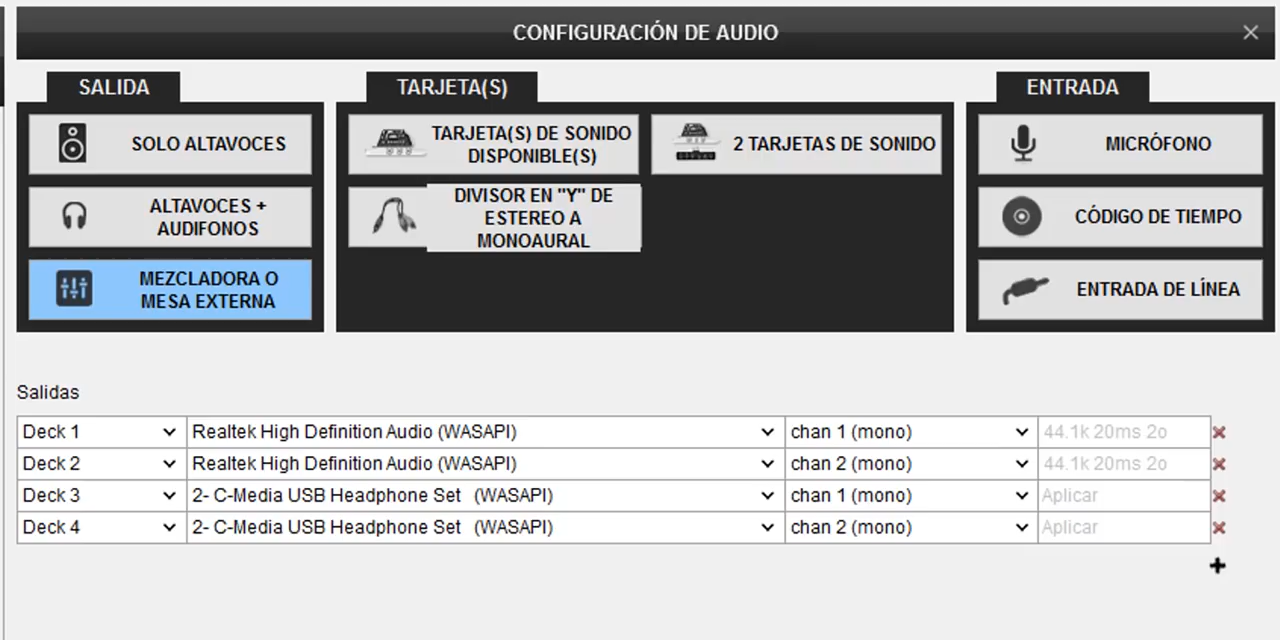 CONFIGURACIÓN DE AUDIO
SALIDA
SOLO ALTAVOCES
ALTAVOCES +
AUDIFONOS
MEZCLADORA O
MESA EXTERNA
TARJETA(S)
TARJETA(S) DE SONIDO
DISPONIBLE(S)
2 TARJETAS DE SONIDO
DIVISOR EN "Y" DE
ESTEREO A
MONOAURAL
ENTRADA
MICRÓFONO
CÓDIGO DE TIEMPO
ENTRADA DE LÍNEA
Salidas
Deck 1 Realtek High Definition Audio (WASAPI) chan 1 (mono) 44.1k 20ms 2o
Deck 2 Realtek High Definition Audio (WASAPI) chan 2 (mono) 44.1k 20ms 2o
Deck 3 2- C-Media USB Headphone Set (WASAPI) chan 1 (mono) Aplicar
Deck 4 2- C-Media USB Headphone Set (WASAPI) chan 2 (mono) Aplicar